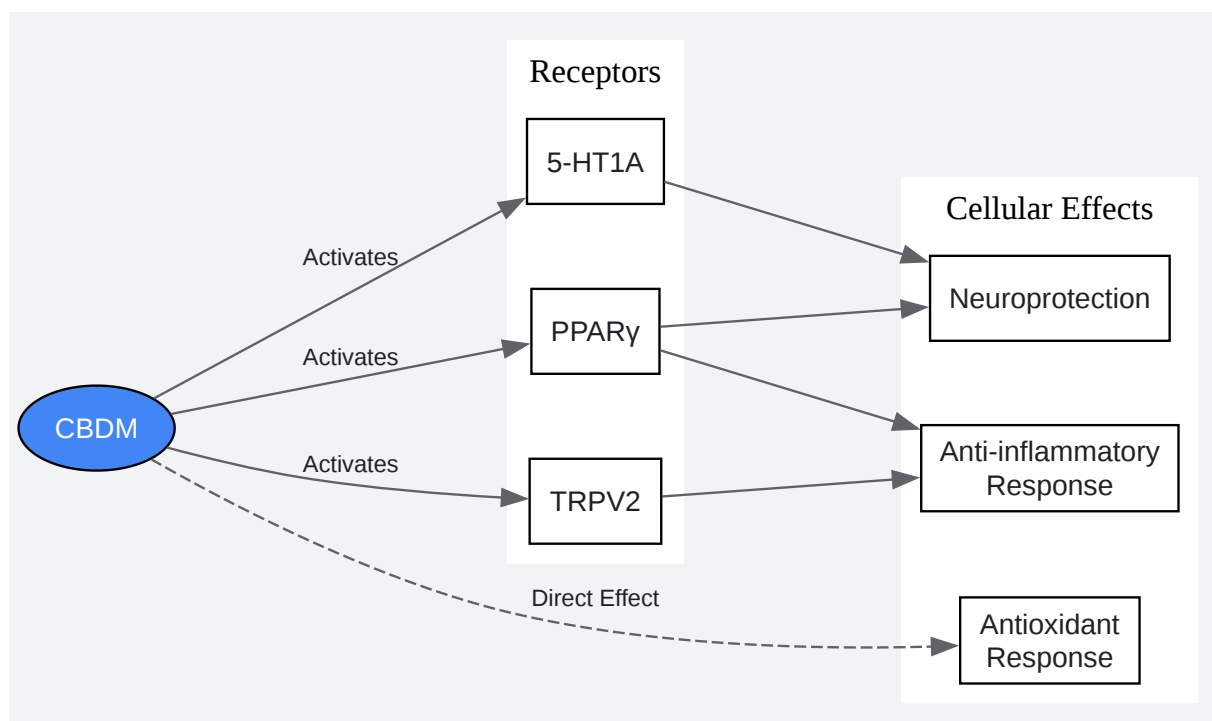 Receptors
5-HT1A
Cellular Effects
Activates
Neuroprotection
PPARγ
Activates
CBDM
Anti-inflammatory
Response
Activates
TRPV2
Direct Effect
Antioxidant
Response